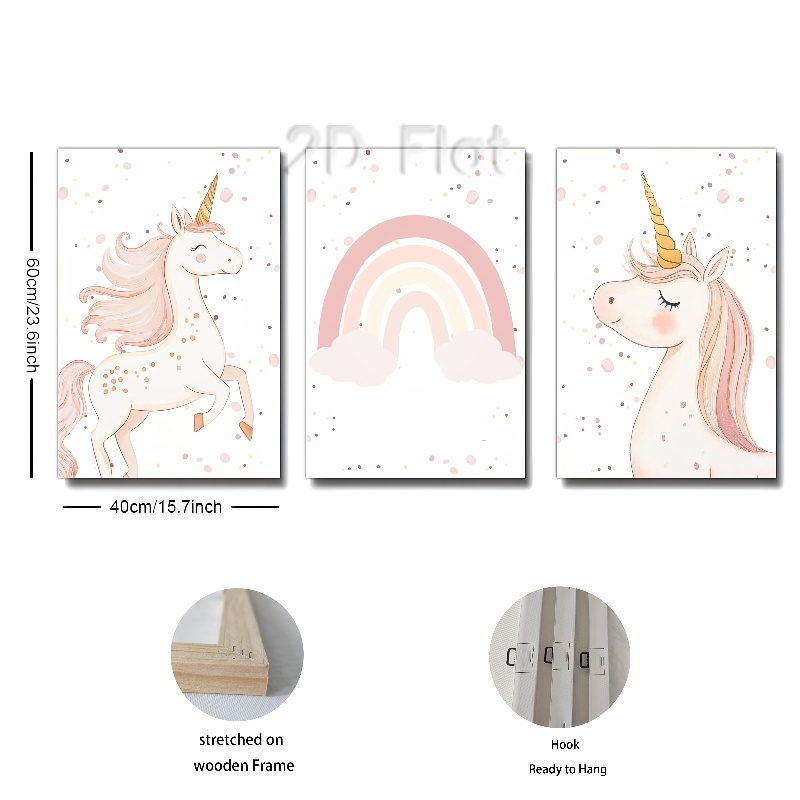 2D Flat
60cm/23.6inch
40cm/15.7inch
stretched on
wooden Frame
Hook
Ready to Hang